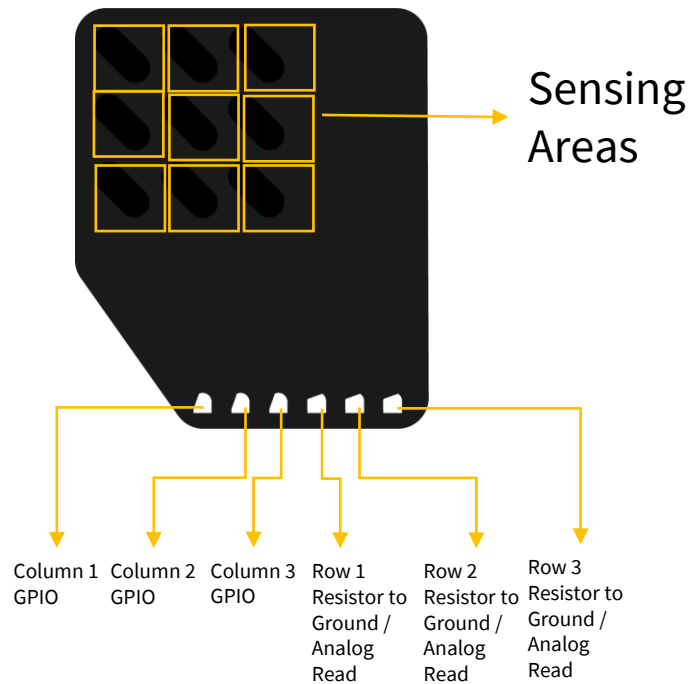 Sensing
Areas
Column 1
GPIO
Column 2
GPIO
Column 3
GPIO
Row 1
Resistor to
Ground /
Analog
Read
Row 2
Resistor to
Ground /
Analog
Read
Row 3
Resistor to
Ground /
Analog
Read